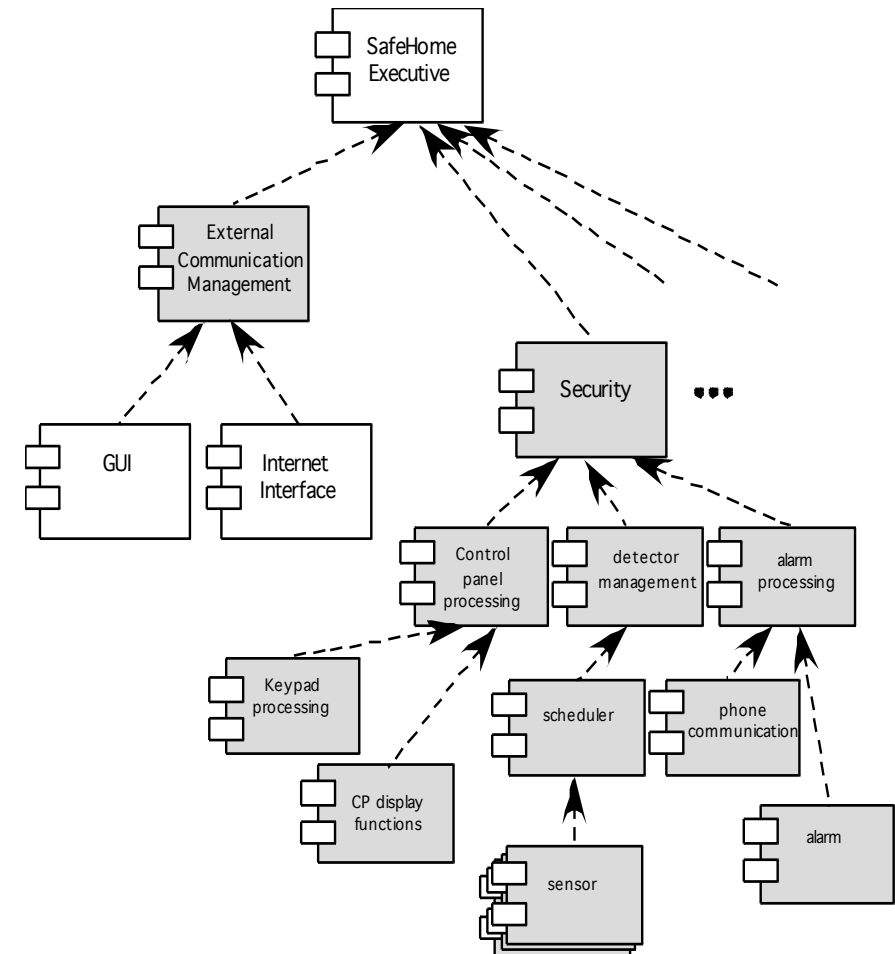 SafeHome
Executive
External
Communication
Management
Security
GUI
Internet
Interface
Control
panel
processing
detector
management
alarm
processing
Keypad
processing
scheduler
phone
communication
CP display
functions
alarm
sensor